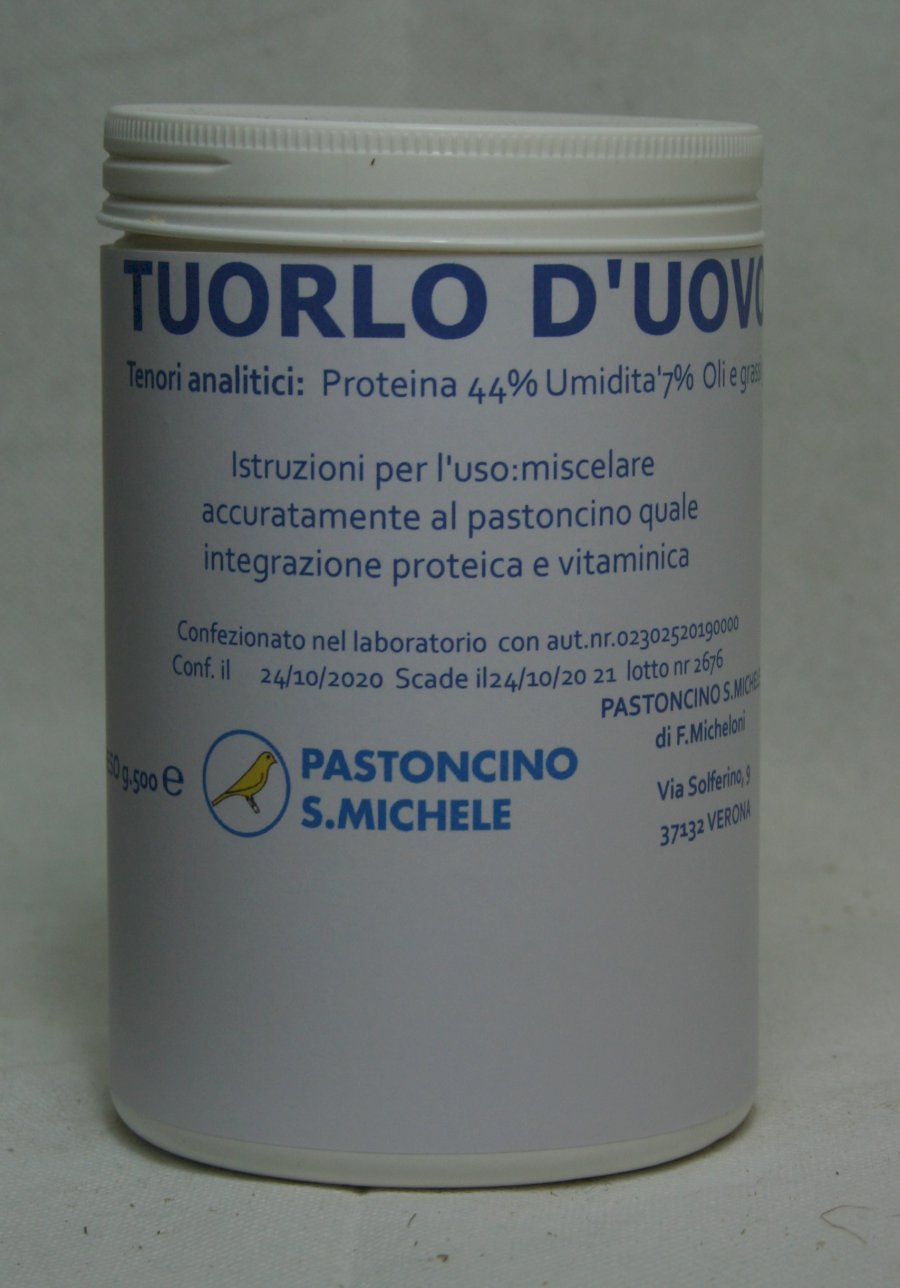 TUORLO D'UOVO
Tenori analitici: Proteina 44% Umidita'7% Oli e grassi
Istruzioni per l'uso:miscelare
accuratamente al pastoncino quale
integrazione proteica e vitaminica
Confezionato nel laboratorio con aut.nr.02302520190000
Conf. il 24/10/2020 Scade il24/10/20 21 lotto nr 2676
PASTONCINO S.MICHELE
di F.Micheloni
Via Solferino, 9
37132 VERONA
g.500 e
PASTONCINO
S.MICHELE